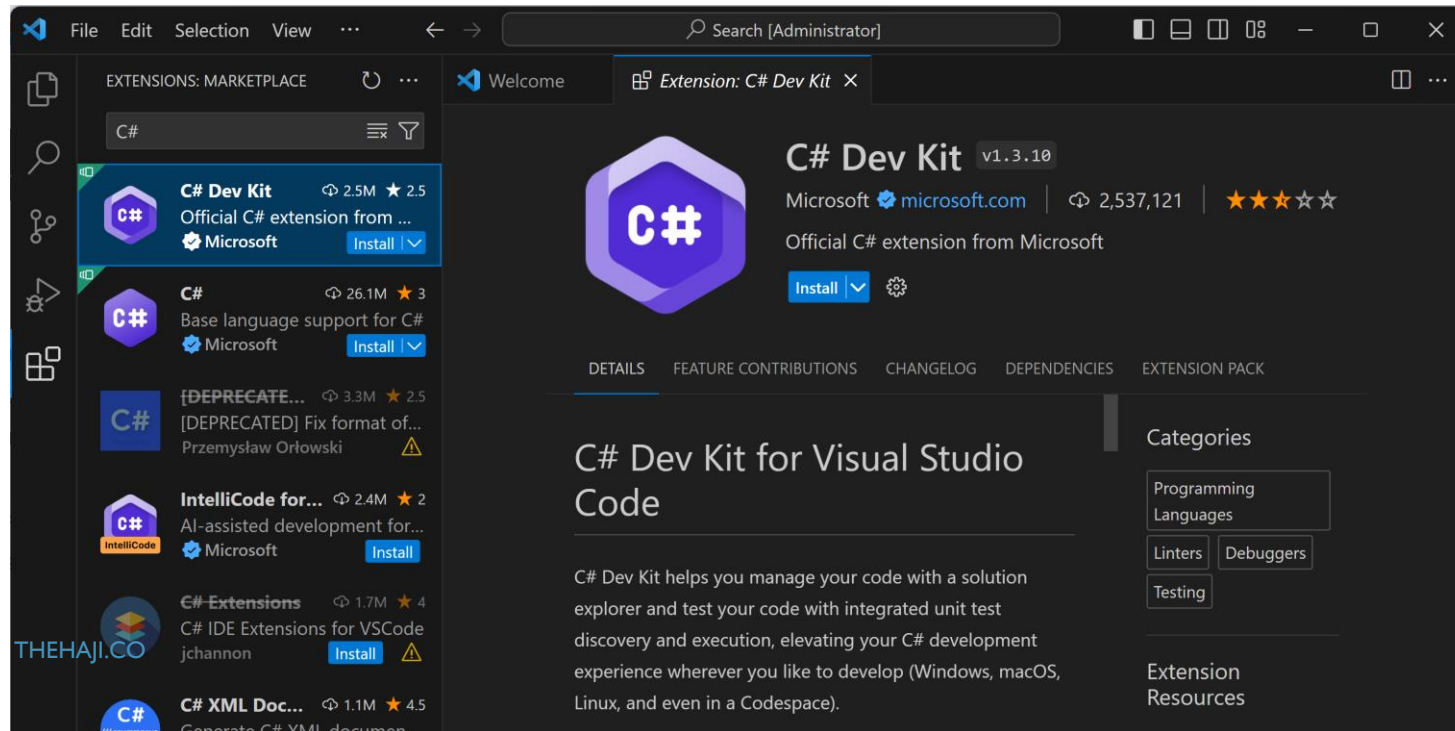 File Edit Selection View ···
Search [Administrator]
EXTENSIONS: MARKETPLACE
C#
C# Dev Kit 2.5M ★ 2.5
Official C# extension from ...
Microsoft
Install
C# 26.1M ★ 3
Base language support for C#
Microsoft
Install
[DEPRECATE... 3.3M ★ 2.5
[DEPRECATED] Fix format of...
Przemysław Orłowski
IntelliCode for... 2.4M ★ 2
AI-assisted development for...
Microsoft
Install
C# Extensions 1.7M ★ 4
C# IDE Extensions for VSCode
jchannon
Install
C# XML Doc... 1.1M ★ 4.5
Generate C# XML documen...
C#
C#
C#
C#
IntelliCode
C#
THEHAJI.CO
Welcome
Extension: C# Dev Kit
C#
C# Dev Kit v1.3.10
Microsoft microsoft.com | 2,537,121 |
Official C# extension from Microsoft
Install
DETAILS FEATURE CONTRIBUTIONS CHANGELOG DEPENDENCIES EXTENSION PACK
C# Dev Kit for Visual Studio
Code
C# Dev Kit helps you manage your code with a solution
explorer and test your code with integrated unit test
discovery and execution, elevating your C# development
experience wherever you like to develop (Windows, macOS,
Linux, and even in a Codespace).
Categories
Programming
Languages
Linters Debuggers
Testing
Extension
Resources